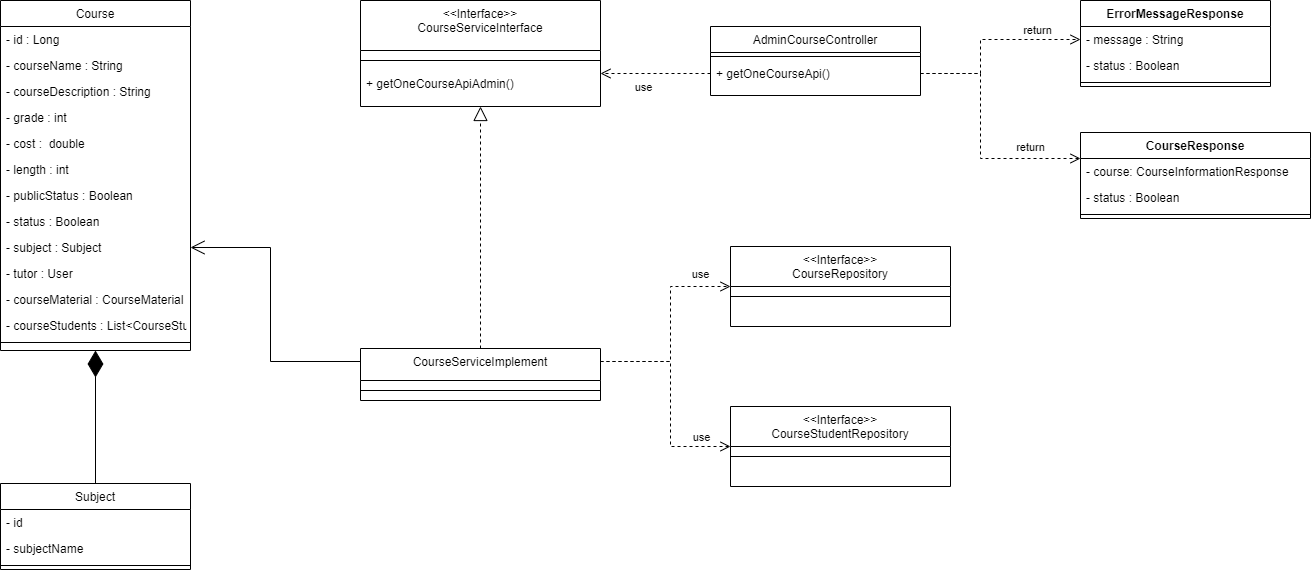 Course
- id : Long
- courseName : String
- courseDescription : String
- grade : int
- cost :  double
- length : int
- publicStatus : Boolean
- status : Boolean
- subject : Subject
- tutor : User
- courseMaterial : CourseMaterial
- courseStudents : List<CourseStu
Subject
- id
- subjectName
<<Interface>>
CourseServiceInterface
+ getOneCourseApiAdmin()
use
AdminCourseController
+ getOneCourseApi()
return
ErrorMessageResponse
- message : String
- status : Boolean
return
CourseResponse
- course: CourseInformationResponse
- status : Boolean
CourseServiceImplement
use
<<Interface>>
CourseRepository
use
<<Interface>>
CourseStudentRepository